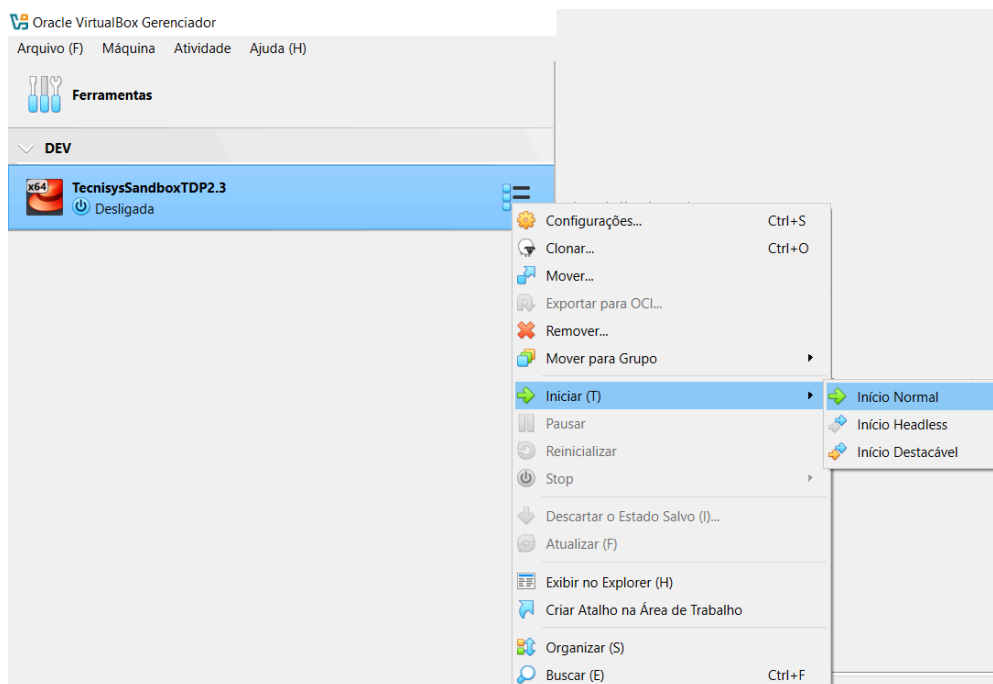 Oracle VirtualBox Gerenciador
Arquivo (F) Máquina Atividade Ajuda (H)
Ferramentas
DEV
x64
TecnisysSandboxTDP2.3
Desligada
Configurações... Ctrl+S
Clonar... Ctrl+O
Mover...
Exportar para OCI...
Remover...
Mover para Grupo
Iniciar (T)
Início Normal
Pausar
Início Headless
Reinicializar
Início Destacável
Stop
Descartar o Estado Salvo (I)...
Atualizar (F)
Exibir no Explorer (H)
Criar Atalho na Área de Trabalho
Organizar (S)
Buscar (E) Ctrl+F